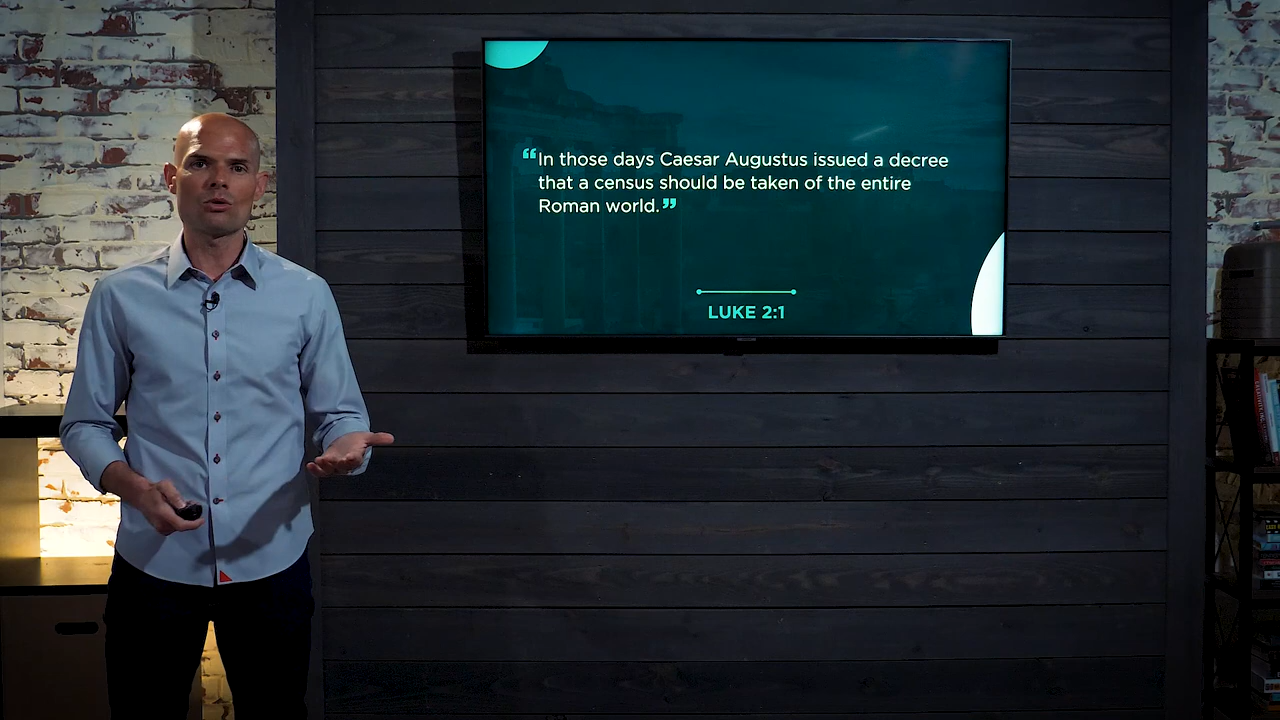 “In those days Caesar Augustus issued a decree
that a census should be taken of the entire
Roman world.”
LUKE 2:1